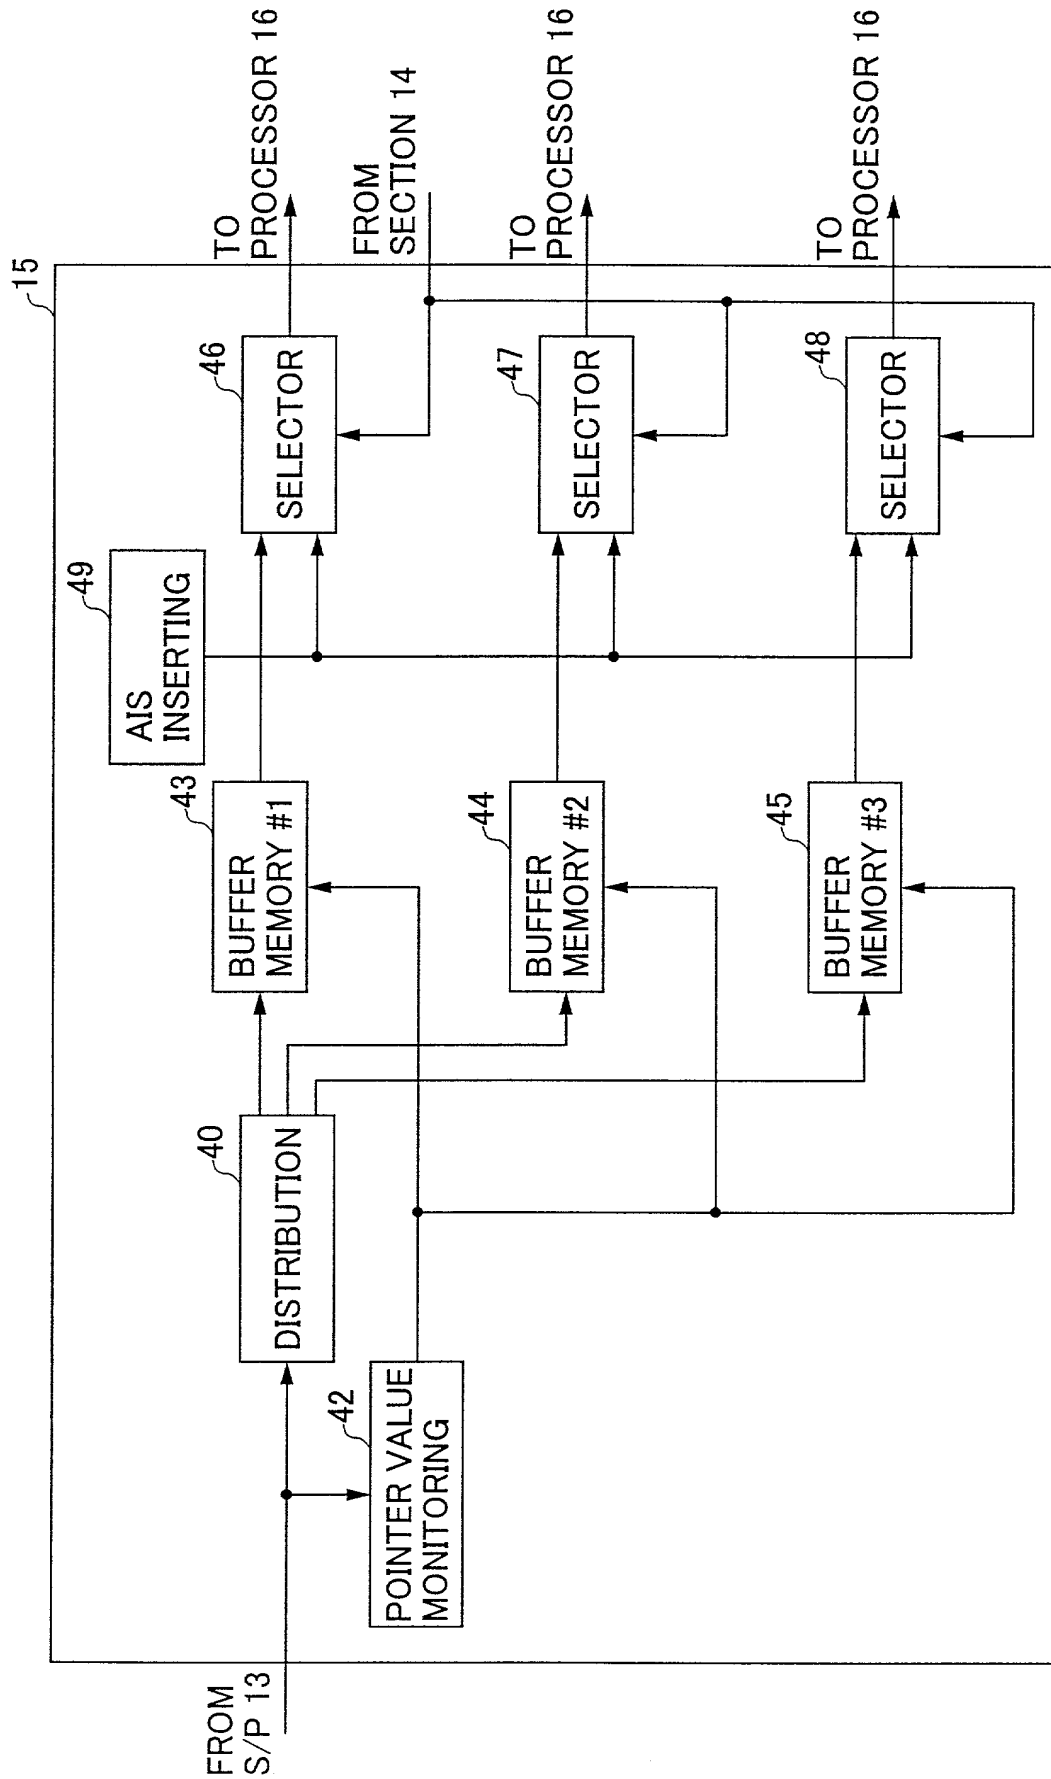 15
FROM
S/P 13
DISTRIBUTION
40
POINTER VALUE
MONITORING
42
BUFFER
MEMORY #1
43
BUFFER
MEMORY #2
44
BUFFER
MEMORY #3
45
AIS
INSERTING
49
SELECTOR
46
SELECTOR
47
SELECTOR
48
TO
PROCESSOR 16
FROM
SECTION 14
TO
PROCESSOR 16
TO
PROCESSOR 16